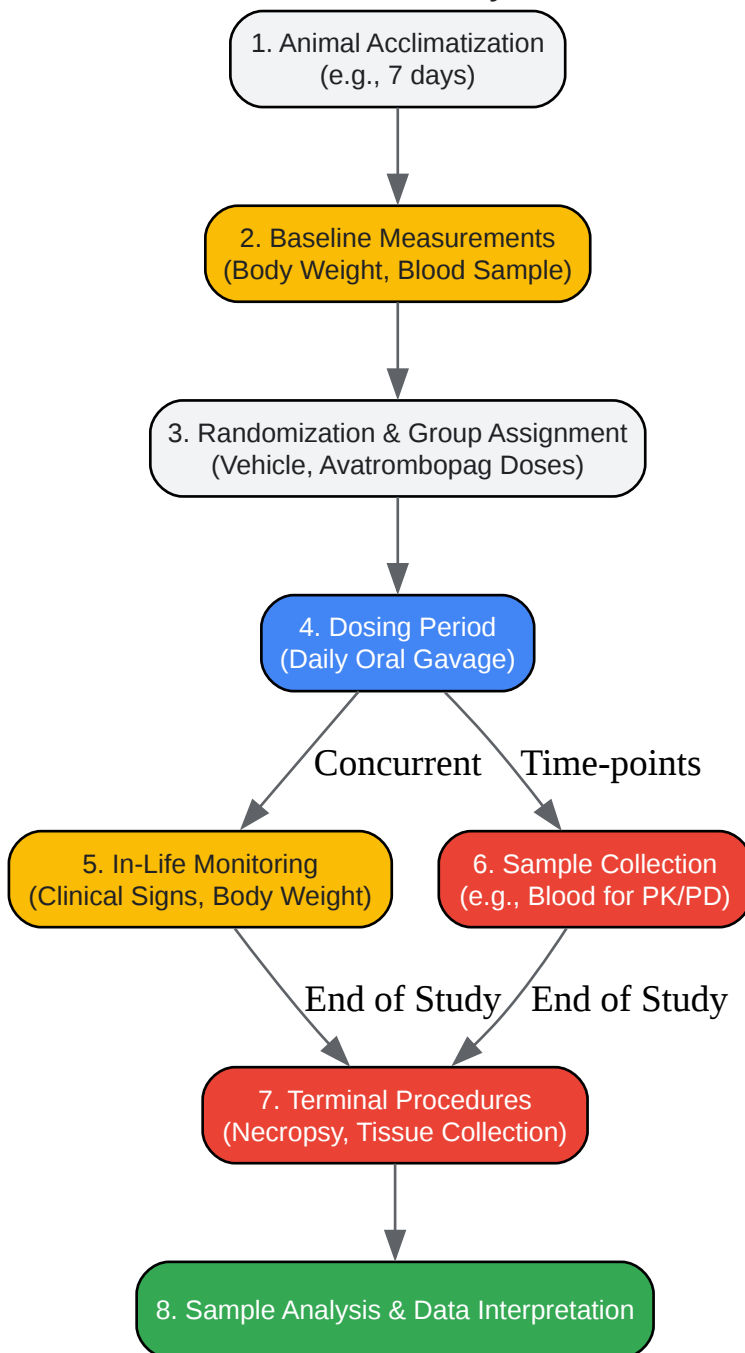 1. Animal Acclimatization
(e.g., 7 days)
2. Baseline Measurements
(Body Weight, Blood Sample)
3. Randomization & Group Assignment
(Vehicle, Avatrombopag Doses)
4. Dosing Period
(Daily Oral Gavage)
Concurrent
Time-points
5. In-Life Monitoring
(Clinical Signs, Body Weight)
6. Sample Collection
(e.g., Blood for PK/PD)
End of Study
End of Study
7. Terminal Procedures
(Necropsy, Tissue Collection)
8. Sample Analysis & Data Interpretation